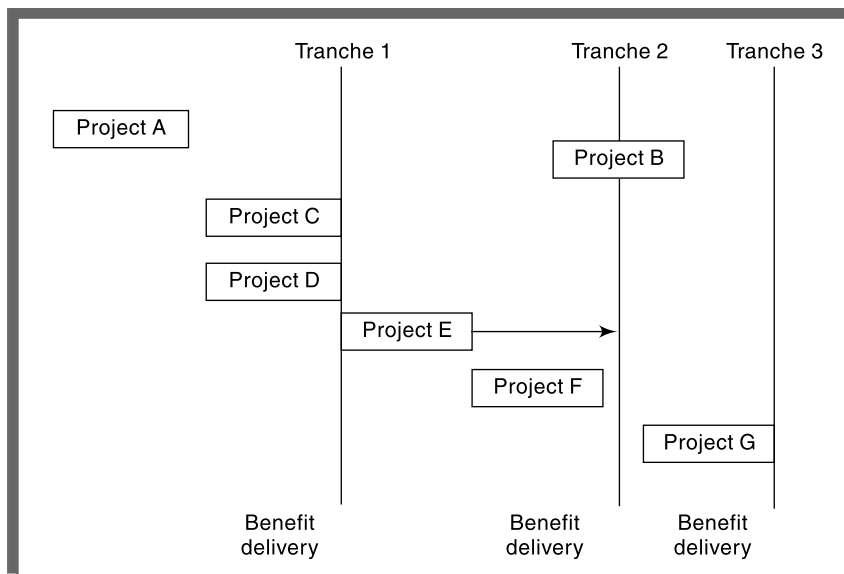 Tranche 1
Tranche 2
Tranche 3
Project A
Project B
Project C
Project D
Project E
Project F
Project G
Benefit
delivery
Benefit
delivery
Benefit
delivery